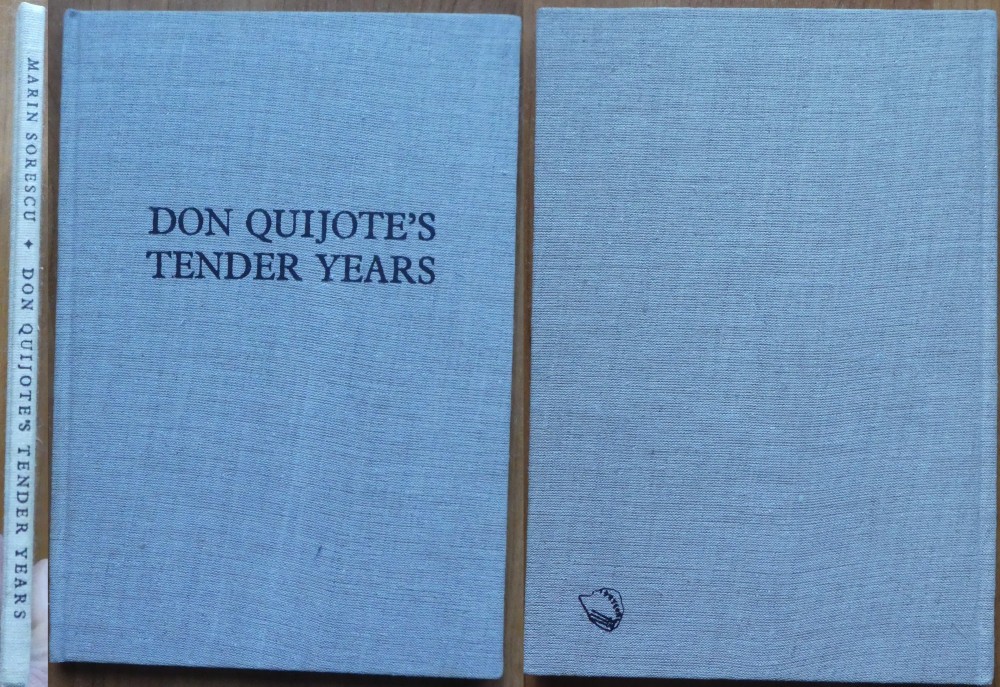 MARIN SORESCU ✦ DON QUIJOTE'S TENDER YEARS
DON QUIJOTE'S
TENDER YEARS